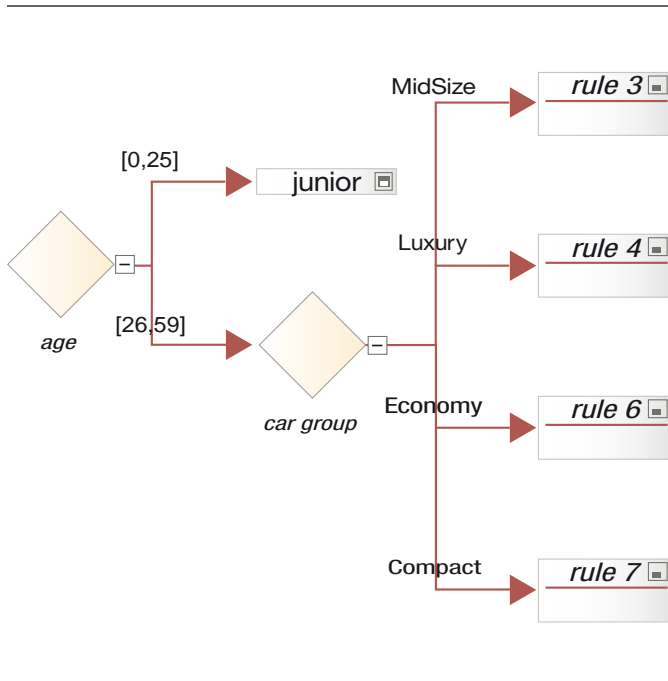 MidSize
rule 3
[0,25]
junior
Luxury
rule 4
[26,59]
age
Economy
rule 6
car group
Compact
rule 7